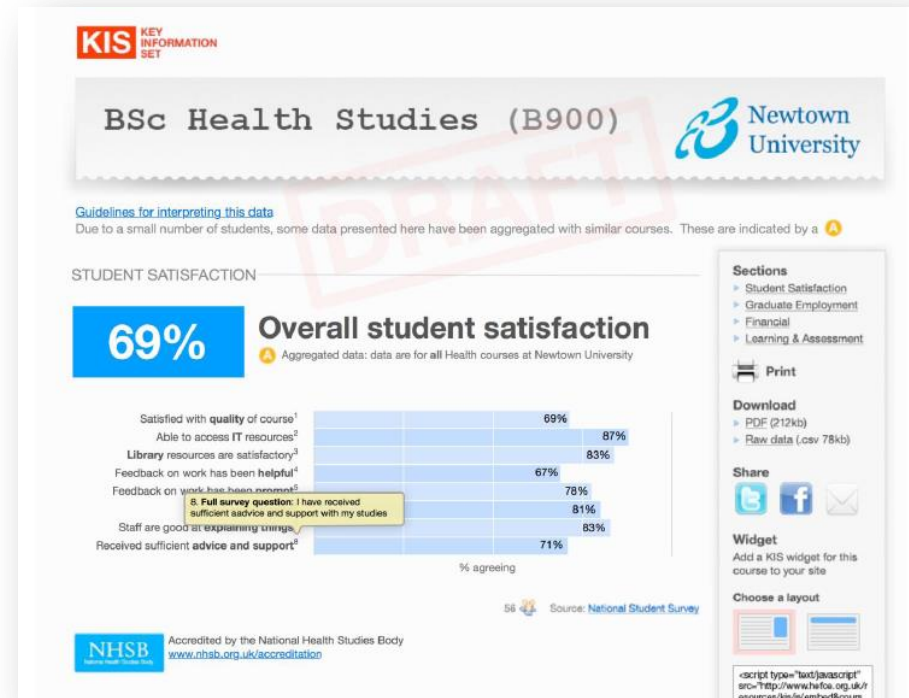 KIS KEY
INFORMATION
SET
BSc Health Studies (B900)
Newtown
University
DRAFT
Guidelines for interpreting this data
Due to a small number of students, some data presented here have been aggregated with similar courses. These are indicated by a A
STUDENT SATISFACTION
69%
Overall student satisfaction
A Aggregated data: data are for all Health courses at Newtown University
Satisfied with quality of course¹ 69%
Able to access IT resources² 87%
Library resources are satisfactory³ 83%
Feedback on work has been helpful⁴ 67%
Feedback on work has been prompt⁵ 78%
81%
8. Full survey question: I have received
sufficient aadvice and support with my studies
Staff are good at explaining things 83%
Received sufficient advice and support⁸ 71%
% agreeing
56 Source: National Student Survey
NHSB
National Health Studies Body
Accredited by the National Health Studies Body
www.nhsb.org.uk/accreditation
Sections
Student Satisfaction
Graduate Employment
Financial
Learning & Assessment
Print
Download
PDF (212kb)
Raw data (.csv 78kb)
Share
Widget
Add a KIS widget for this
course to your site
Choose a layout
<script type="text/javascript"
src="http://www.hefce.org.uk/r